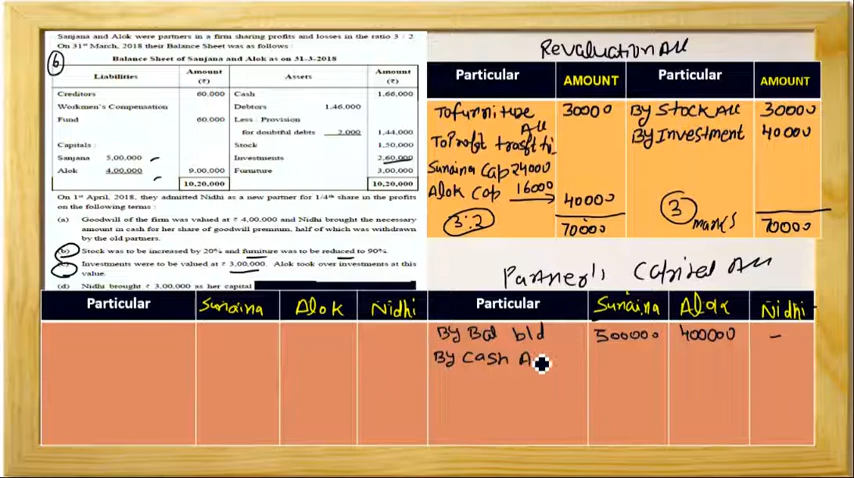 Sanjana and Alok were partners in a firm sharing profits and losses in the ratio 3 : 2.
On 31st March, 2018 their Balance Sheet was as follows :
6
Balance Sheet of Sanjana and Alok as on 31-3-2018
Liabilities Amount (₹) Assets Amount (₹)
Creditors 60,000 Cash 1,66,000
Workmen's Compensation Debtors 1,46,000
Fund 60,000 Less : Provision
for doubtful debts 2,000 1,44,000
Capitals : Stock 1,50,000
Sanjana 5,00,000 Investments 2,60,000
Alok 4,00,000 9,00,000 Furniture 3,00,000
10,20,000 10,20,000
On 1st April, 2018, they admitted Nidhi as a new partner for 1/4th share in the profits
on the following terms :
(a) Goodwill of the firm was valued at ₹ 4,00,000 and Nidhi brought the necessary
amount in cash for her share of goodwill premium, half of which was withdrawn
by the old partners.
(b) Stock was to be increased by 20% and furniture was to be reduced to 90%.
Investments were to be valued at ₹ 3,00,000. Alok took over investments at this
value.
(d) Nidhi brought ₹ 3,00,000 as her capital
Revaluation A/c
Particular AMOUNT Particular AMOUNT
To furniture A/c 30000 By Stock A/c 30000
To Profit trasft to By Investment 40000
Sunaina Cap 24000
Alok Cap 16000 40000
3:2 70000 3 marks 70000
Partner's Capital A/c
Particular Sunaina Alok Nidhi Particular Sunaina Alok Nidhi
By Bal b/d 500000 400000 -
By Cash A